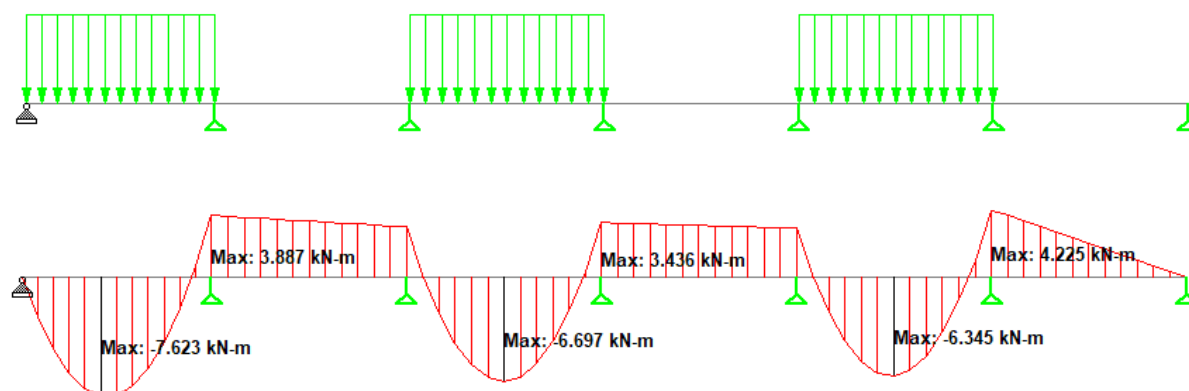 Max: 3.887 kN-m
Max: 3.436 kN-m
Max: 4.225 kN-m
Max: -7.623 kN-m
Max: -6.697 kN-m
Max: -6.345 kN-m